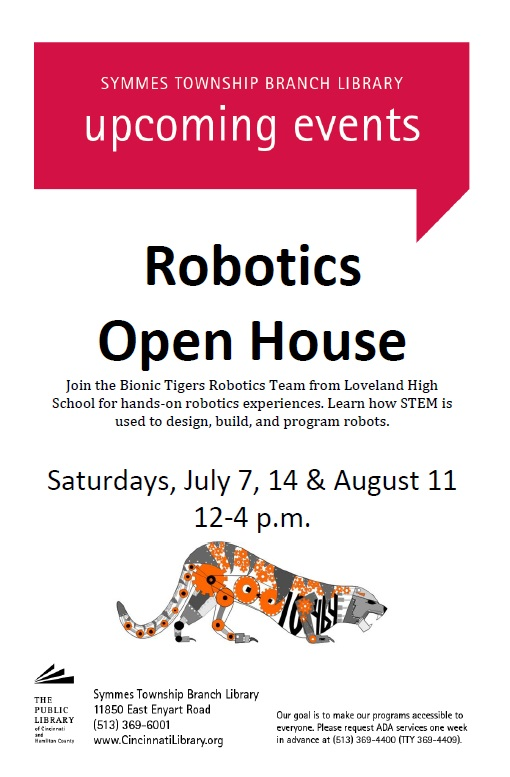 SYMMES TOWNSHIP BRANCH LIBRARY
upcoming events
Robotics
Open House
Join the Bionic Tigers Robotics Team from Loveland High
School for hands-on robotics experiences. Learn how STEM is
used to design, build, and program robots.
Saturdays, July 7, 14 & August 11
12-4 p.m.
10464
THE
PUBLIC
LIBRARY
of Cincinnati
and
Hamilton County
Symmes Township Branch Library
11850 East Enyart Road
(513) 369-6001
www.CincinnatiLibrary.org
Our goal is to make our programs accessible to
everyone. Please request ADA services one week
in advance at (513) 369-4400 (TTY 369-4409).